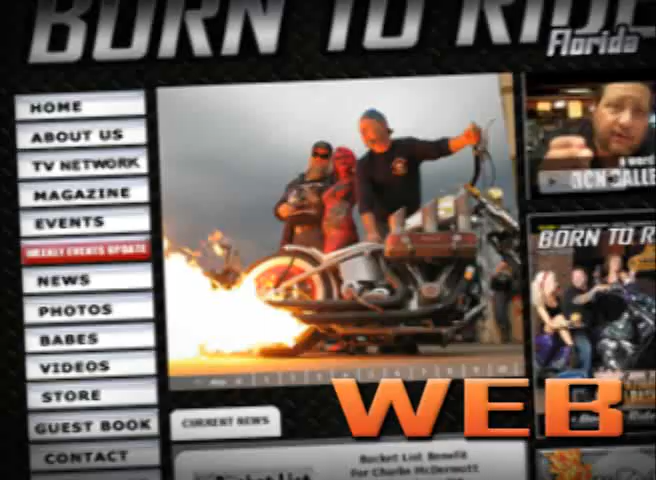 BORN TO RIDE
Florida
HOME
ABOUT US
TV NETWORK
MAGAZINE
EVENTS
WEEKLY EVENTS UPDATE
NEWS
PHOTOS
BABES
VIDEOS
STORE
GUEST BOOK
CONTACT
a word
BORN TO R
WEB
CURRENT NEWS
Bucket List Benefit
For Charlie McDermott